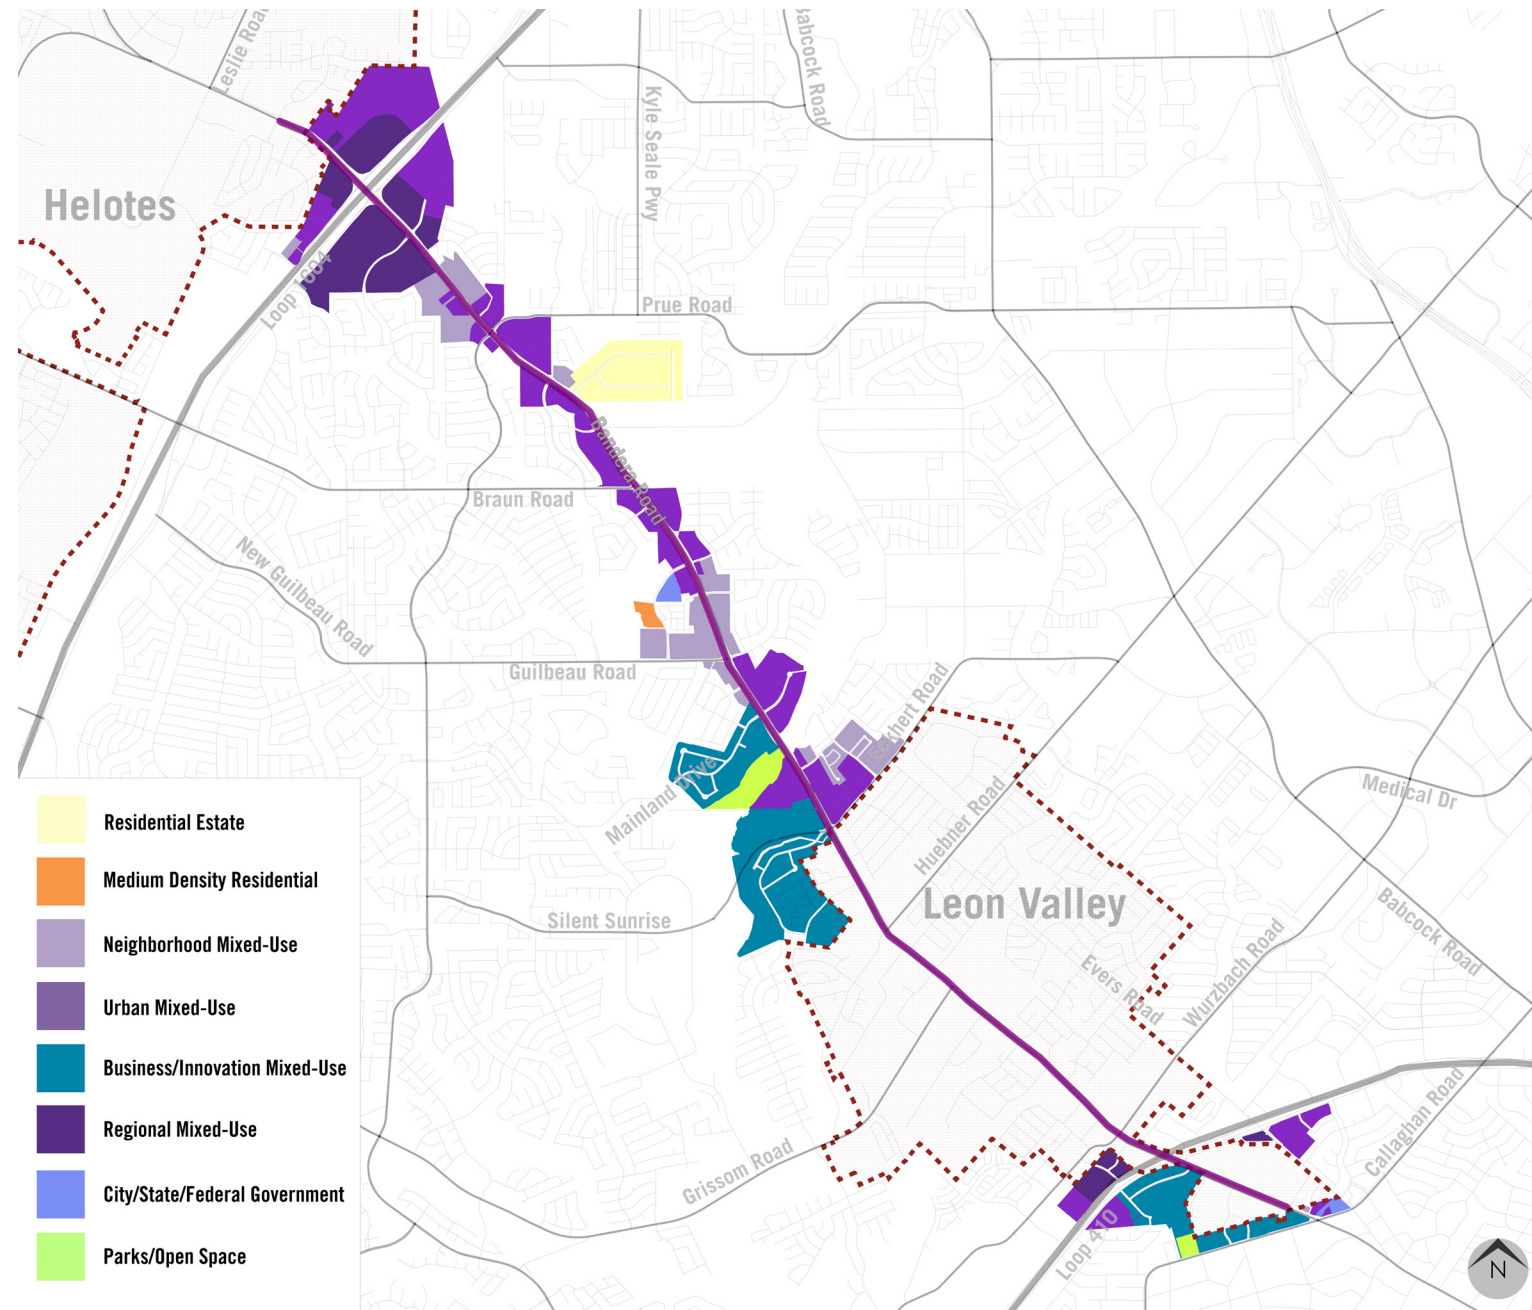 Leslie Road
Babcock Road
Kyle Seale Pwy
Helotes
Loop 1604
Prue Road
Bandera Road
Braun Road
New Guilbeau Road
Guilbeau Road
Eckhert Road
Mainland Drive
Huebner Road
Medical Dr
Leon Valley
Silent Sunrise
Babcock Road
Evers Road
Wurzbach Road
Grissom Road
Callaghan Road
Loop 410
Residential Estate
Medium Density Residential
Neighborhood Mixed-Use
Urban Mixed-Use
Business/Innovation Mixed-Use
Regional Mixed-Use
City/State/Federal Government
Parks/Open Space
N